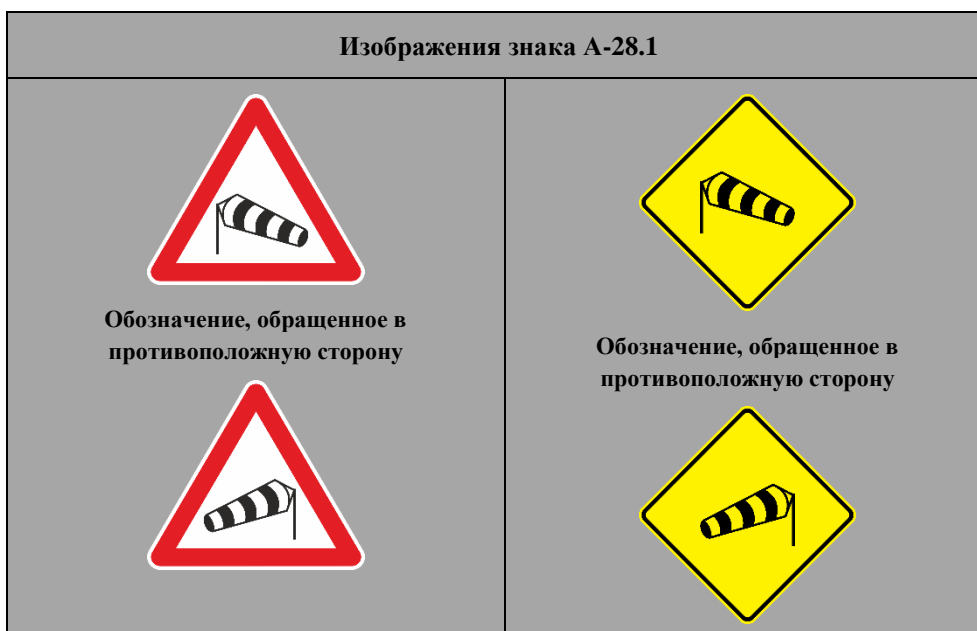 Изображения знака А-28.1
Обозначение, обращенное в
противоположную сторону
Обозначение, обращенное в
противоположную сторону